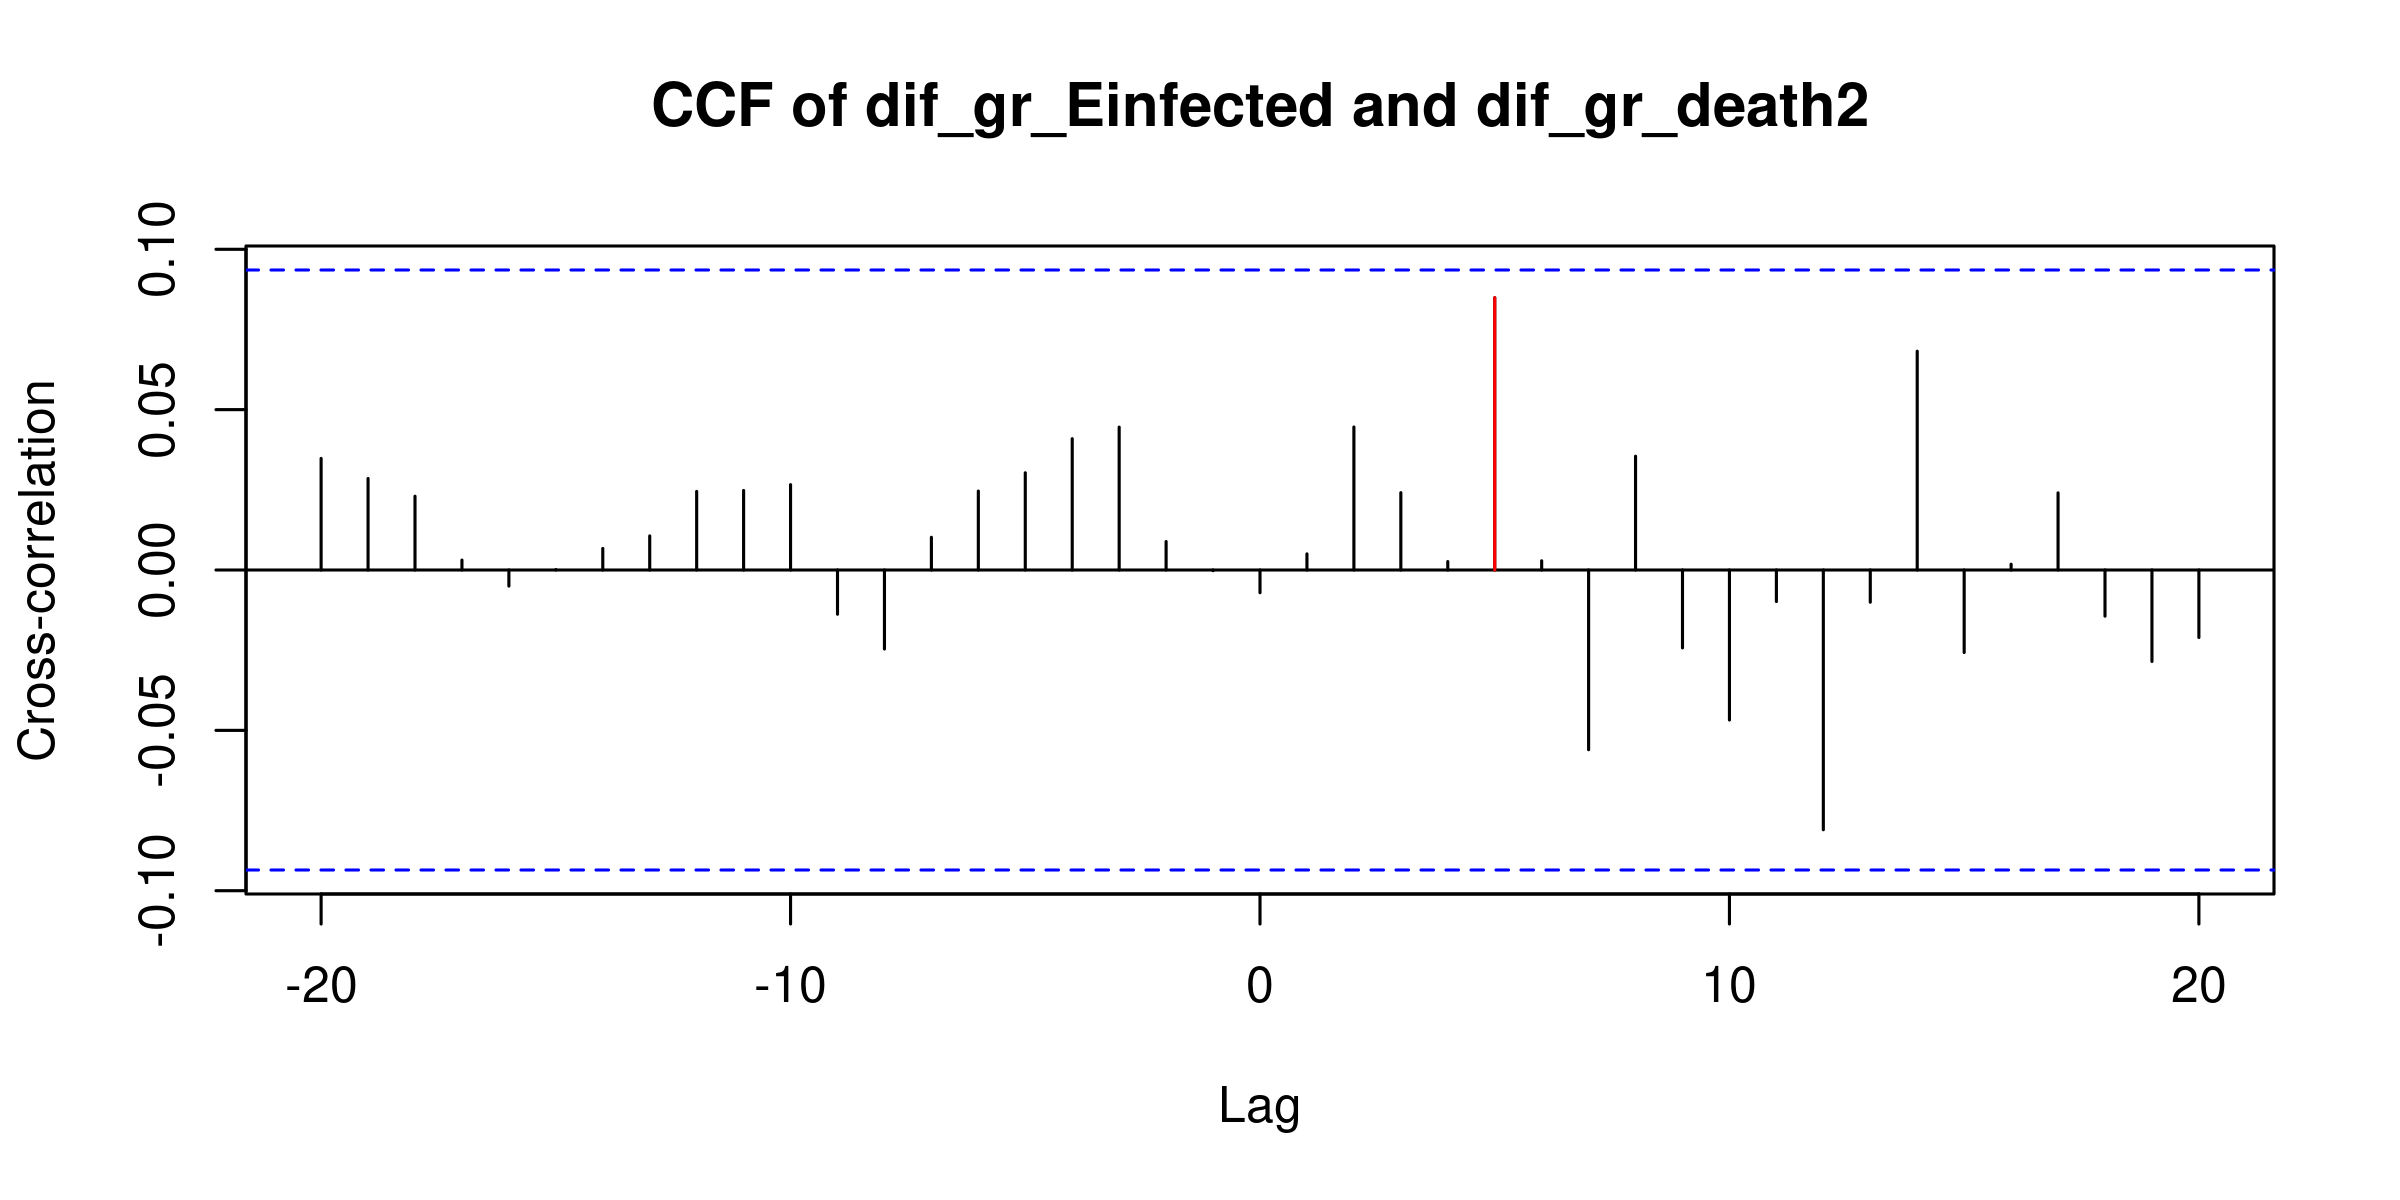 CCF of dif_gr_Einfected and dif_gr_death2
0.10
0.05
0.00
-0.05
-0.10
Cross-correlation
-20 -10 0 10 20
Lag